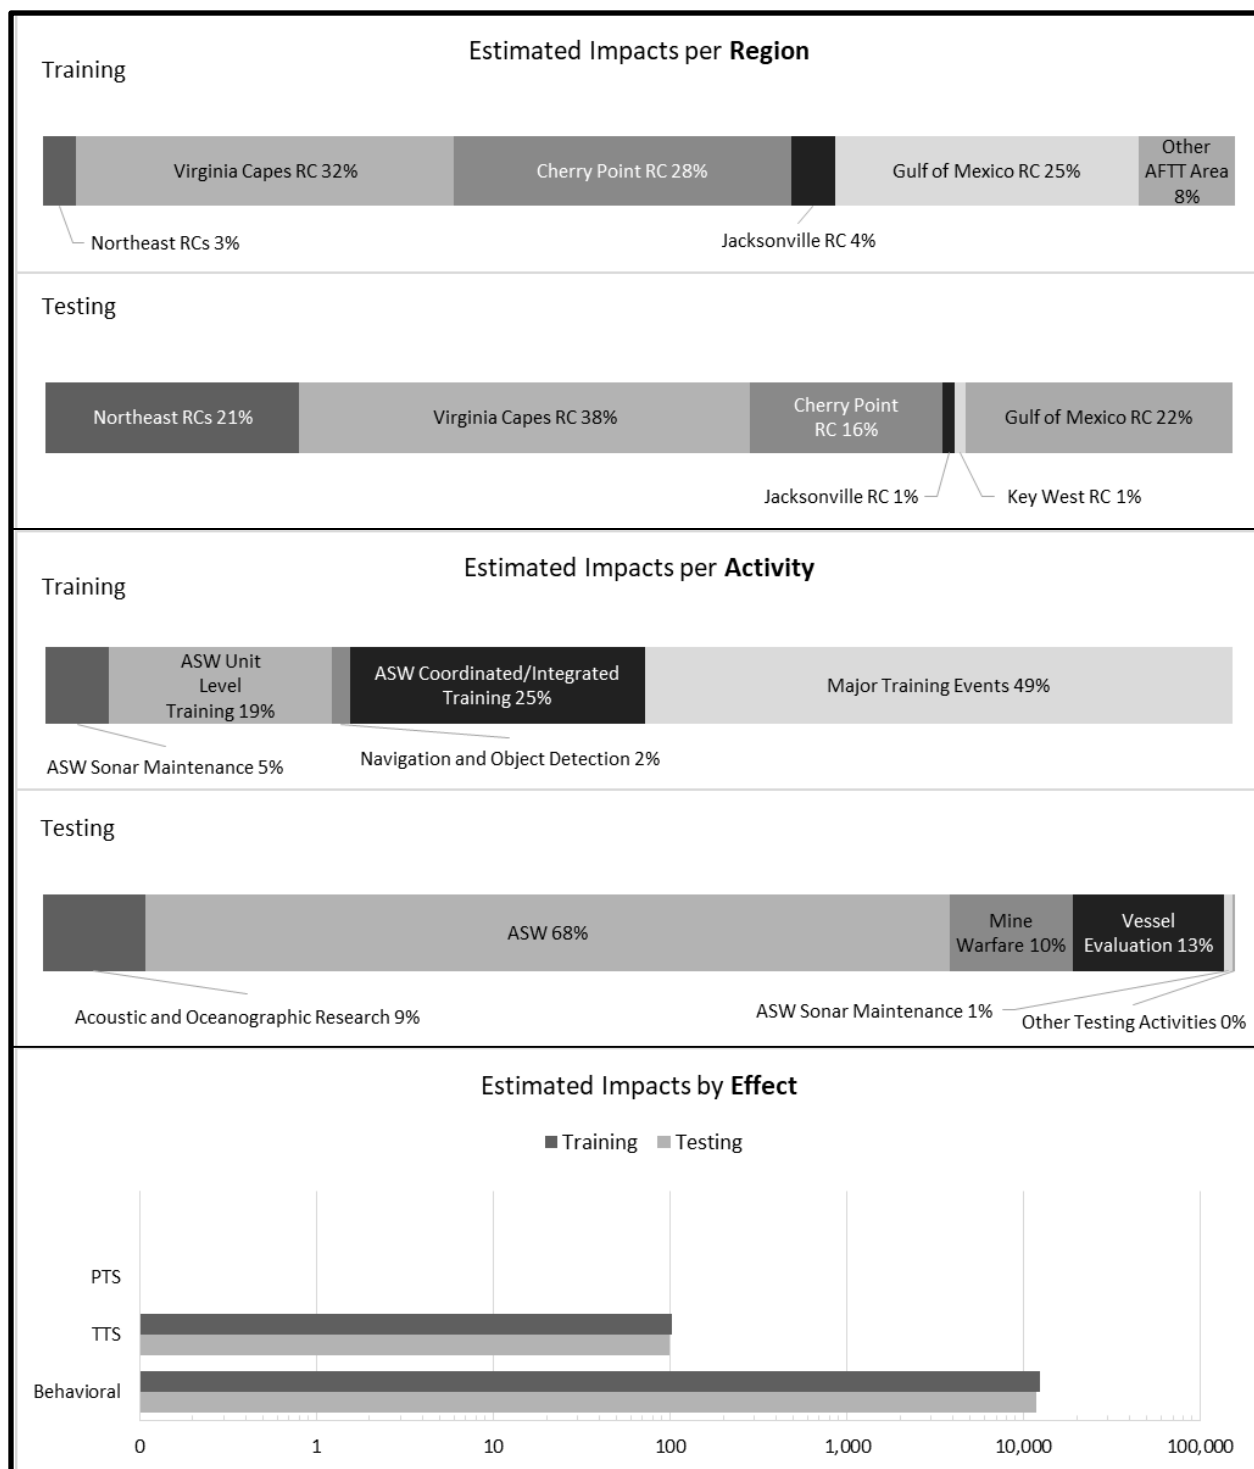 Estimated Impacts per Region
Training
Virginia Capes RC 32%
Cherry Point RC 28%
Gulf of Mexico RC 25%
Other
AFTT Area
8%
Northeast RCs 3%
Jacksonville RC 4%
Testing
Northeast RCs 21%
Virginia Capes RC 38%
Cherry Point
RC 16%
Gulf of Mexico RC 22%
Jacksonville RC 1%
Key West RC 1%
Estimated Impacts per Activity
Training
ASW Unit
Level
Training 19%
ASW Coordinated/Integrated
Training 25%
Major Training Events 49%
ASW Sonar Maintenance 5%
Navigation and Object Detection 2%
Testing
ASW 68%
Mine
Warfare 10%
Vessel
Evaluation 13%
Acoustic and Oceanographic Research 9%
ASW Sonar Maintenance 1%
Other Testing Activities 0%
Estimated Impacts by Effect
Training
Testing
PTS
TTS
Behavioral
0
1
10
100
1,000
10,000
100,000